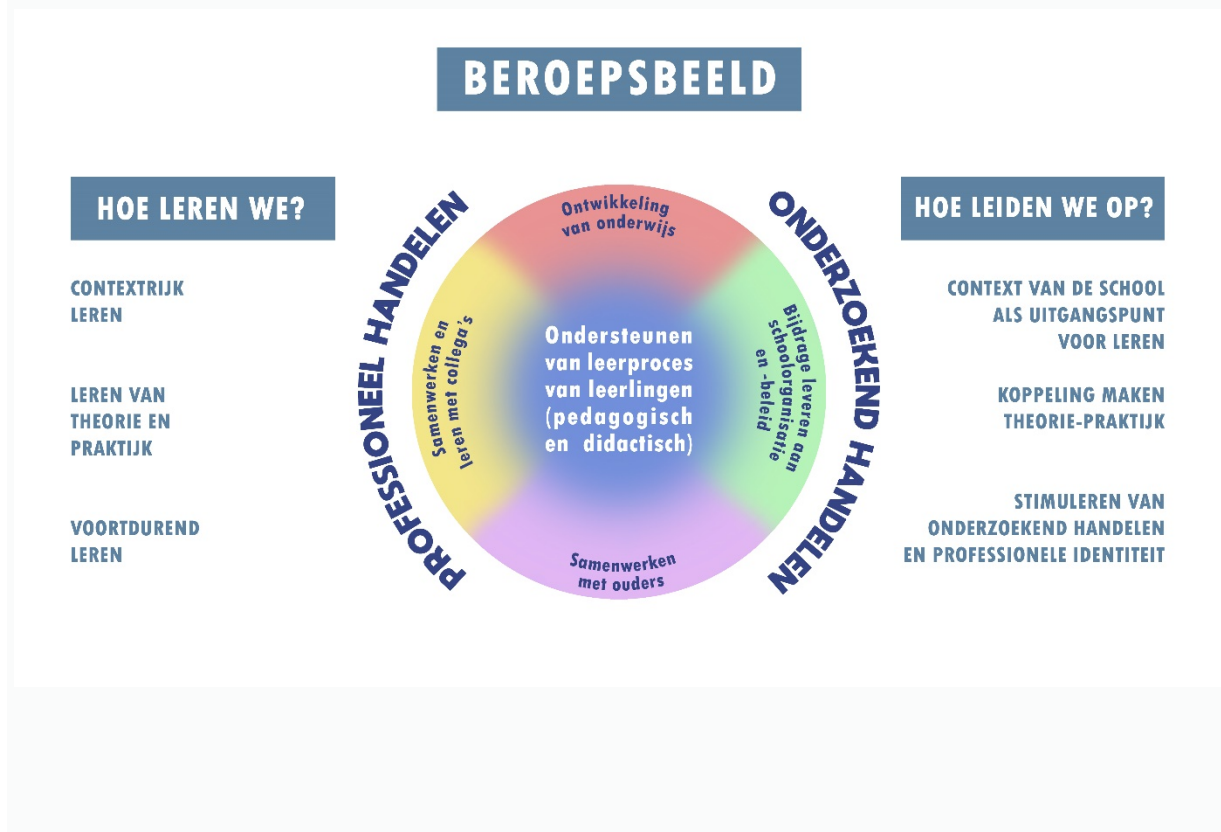 BEROEPSBEELD
HOE LEREN WE?
CONTEXTRIJK
LEREN
LEREN VAN
THEORIE EN
PRAKTIJK
VOORTDUREND
LEREN
PROFESSIONEEL HANDELEN
Ontwikkeling
van onderwijs
Samenwerken en
leren met collega's
Ondersteunen
van leerproces
van leerlingen
(pedagogisch
en didactisch)
Bijdrage leveren aan
schoolorganisatie
en -beleid
Samenwerken
met ouders
ONDERZOEKEND HANDELEN
HOE LEIDEN WE OP?
CONTEXT VAN DE SCHOOL
ALS UITGANGSPUNT
VOOR LEREN
KOPPELING MAKEN
THEORIE-PRAKTIJK
STIMULEREN VAN
ONDERZOEKEND HANDELEN
EN PROFESSIONELE IDENTITEIT